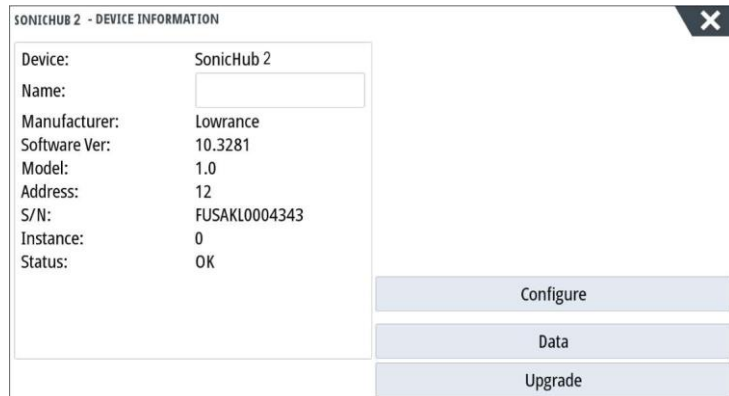 SONICHUB 2 - DEVICE INFORMATION
Device: SonicHub 2
Name:
Manufacturer: Lowrance
Software Ver: 10.3281
Model: 1.0
Address: 12
S/N: FUSAKL0004343
Instance: 0
Status: OK
Configure
Data
Upgrade